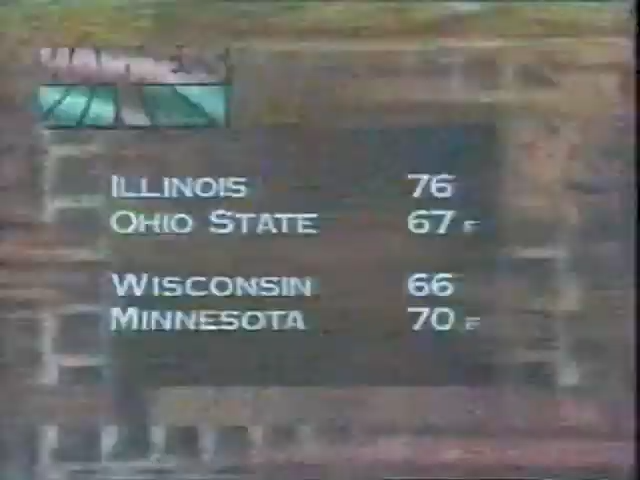 ILLINOIS 76
OHIO STATE 67 F
WISCONSIN 66
MINNESOTA 70 F